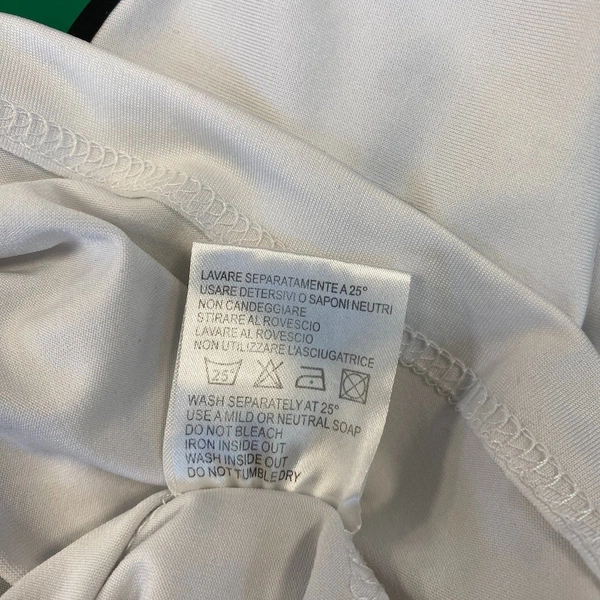 LAVARE SEPARATAMENTE A 25°
USARE DETERSIVI O SAPONI NEUTRI
NON CANDEGGIARE
STIRARE AL ROVESCIO
LAVARE AL ROVESCIO
NON UTILIZZARE L'ASCIUGATRICE
25°
WASH SEPARATELY AT 25°
USE A MILD OR NEUTRAL SOAP
DO NOT BLEACH
IRON INSIDE OUT
WASH INSIDE OUT
DO NOT TUMBLE DRY